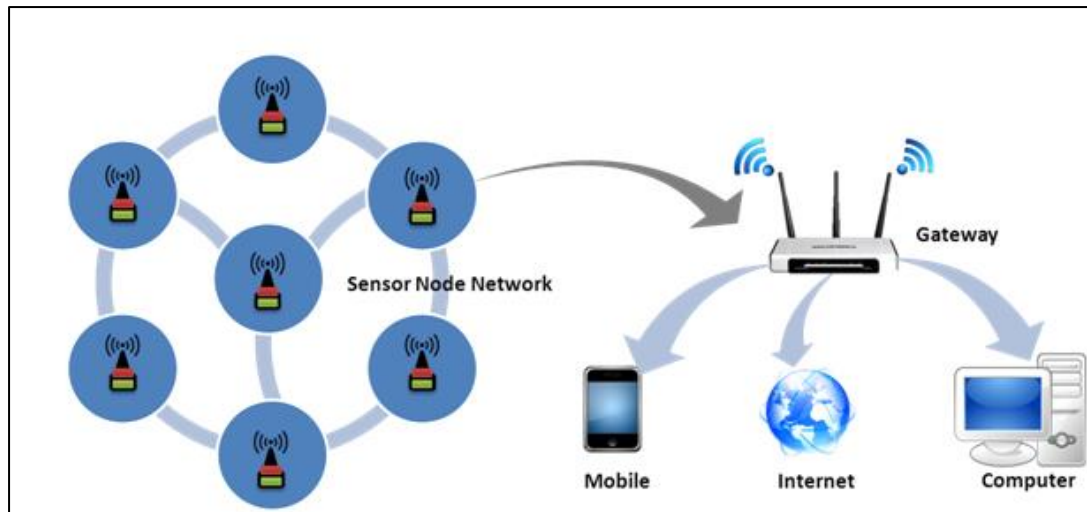 Sensor Node Network
Gateway
Mobile
Internet
Computer